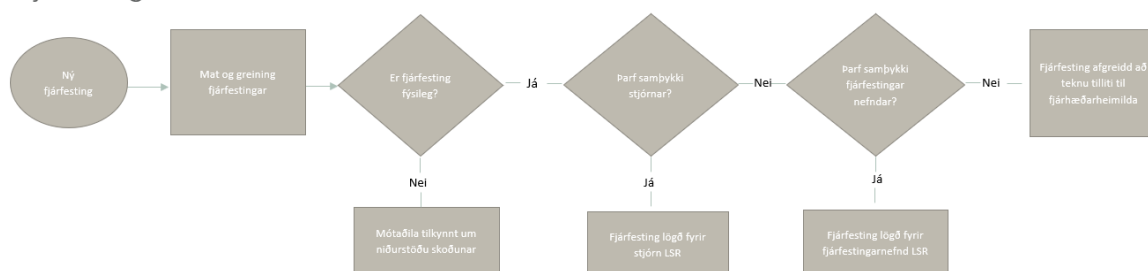 Ný
fjárfesting
Mat og greining
fjárfestingar
Er fjárfesting
fýsileg?
Já
Þarf samþykki
stjórnar?
Nei
Þarf samþykki
fjárfestingar
nefndar?
Nei
Fjárfesting afgreidd að
teknu tilliti til
fjárhæðarheimilda
Nei
Já
Já
Mótaðila tilkynnt um
niðurstöðu skoðunar
Fjárfesting lögð fyrir
stjórn LSR
Fjárfesting lögð fyrir
fjárfestingarnefnd LSR